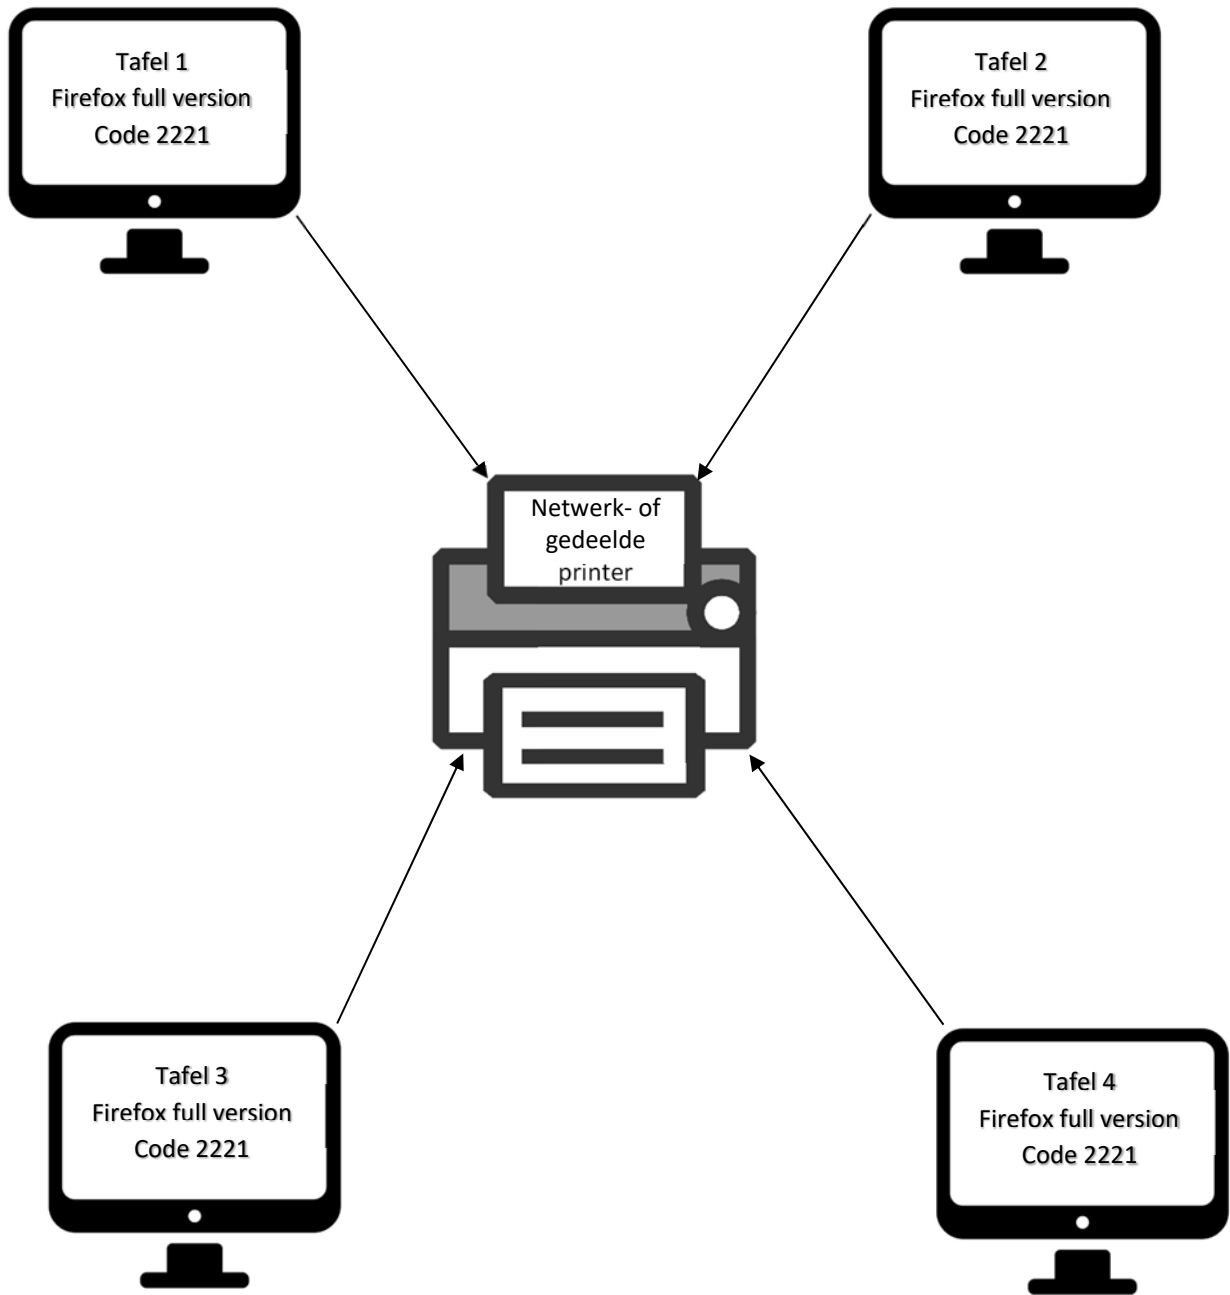 Tafel 1
Firefox full version
Code 2221
Tafel 2
Firefox full version
Code 2221
Netwerk- of
gedeelde
printer
Tafel 3
Firefox full version
Code 2221
Tafel 4
Firefox full version
Code 2221